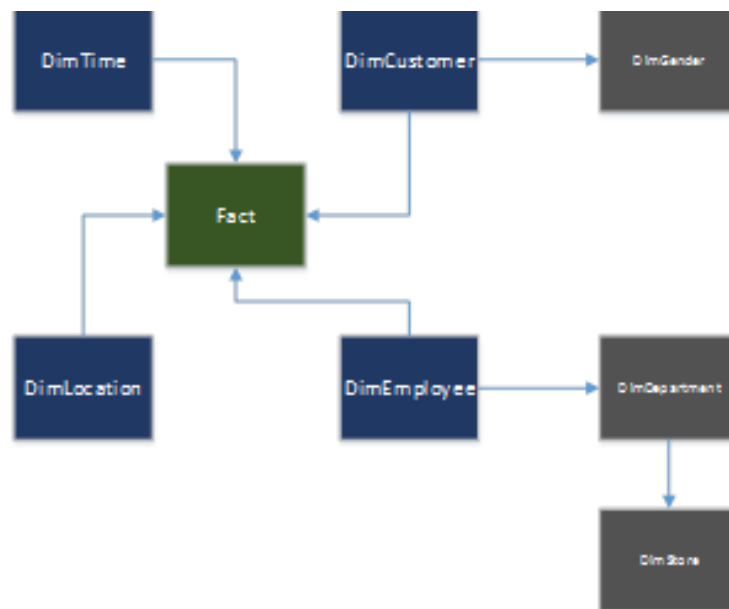 DimTime
DimCustomer
DimGender
Fact
DimLocation
DimEmployee
DimDepartment
DimStore